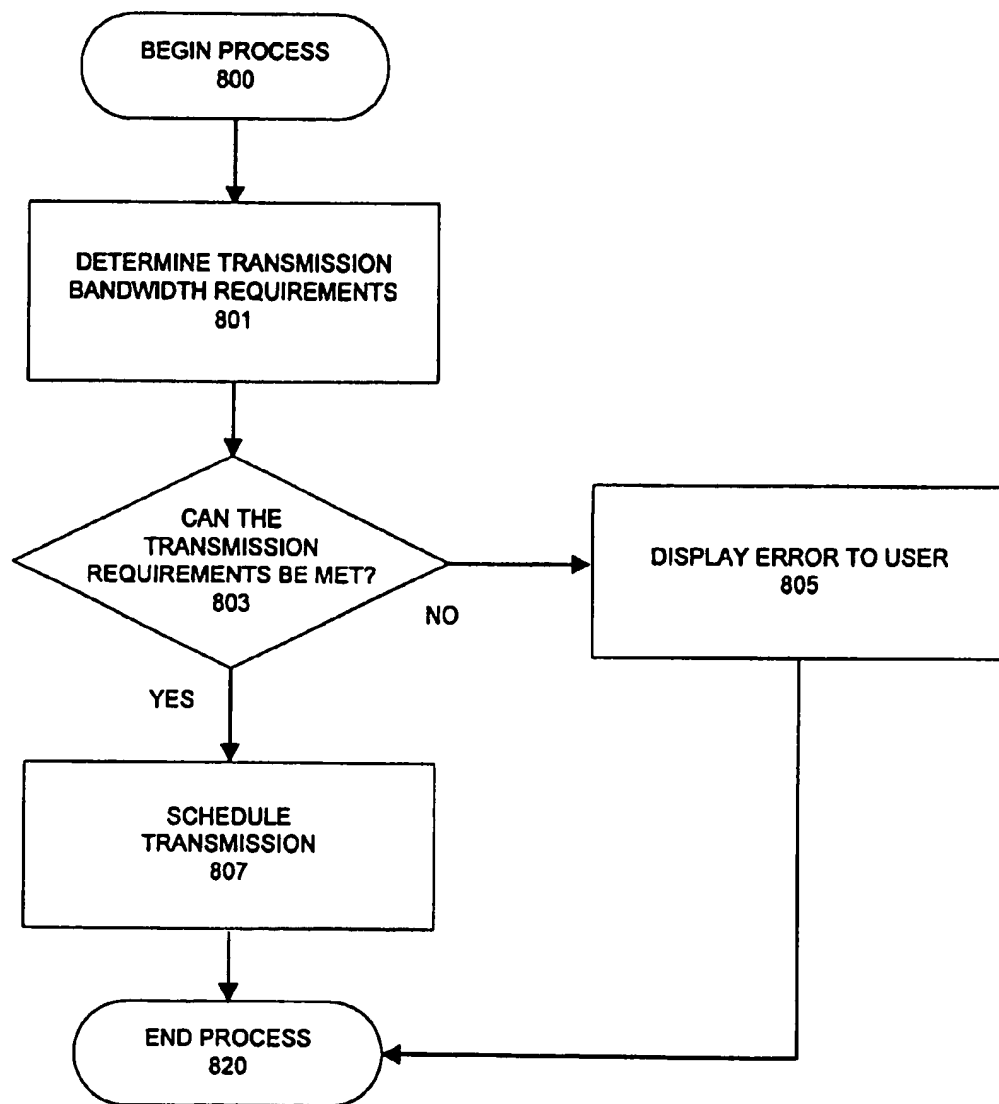 BEGIN PROCESS
800
DETERMINE TRANSMISSION
BANDWIDTH REQUIREMENTS
801
CAN THE
TRANSMISSION
REQUIREMENTS BE MET?
803
NO
DISPLAY ERROR TO USER
805
YES
SCHEDULE
TRANSMISSION
807
END PROCESS
820